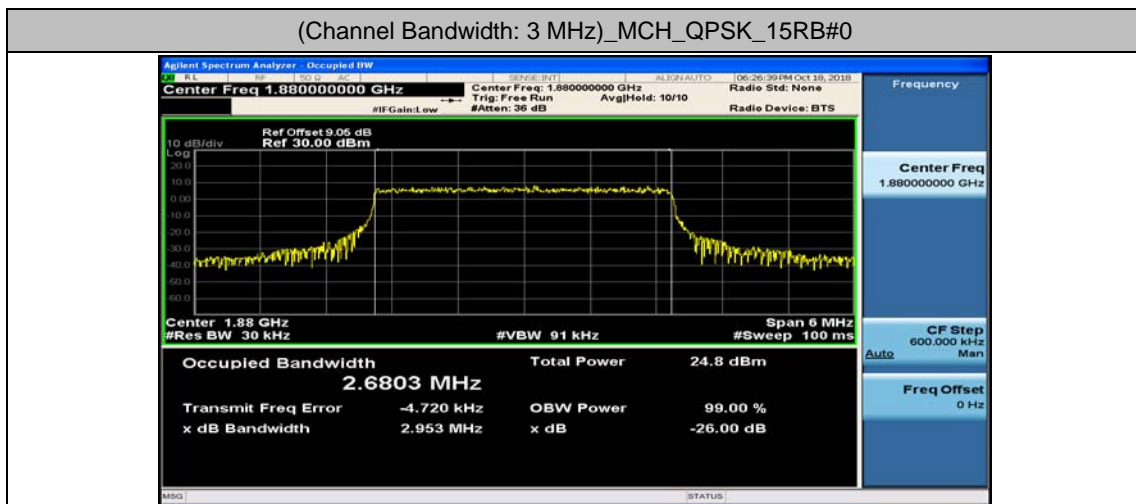 (Channel Bandwidth: 3 MHz)_MCH_QPSK_15RB#0
Agilent Spectrum Analyzer - Occupied BW
LXI RL RF 50 Ω AC SENSE:INT ALIGN AUTO 06:26:39 PM Oct 18, 2018
Center Freq 1.880000000 GHz
Center Freq: 1.880000000 GHz
Radio Std: None
Trig: Free Run Avg|Hold: 10/10
#IFGain:Low #Atten: 36 dB Radio Device: BTS
Ref Offset 9.05 dB
10 dB/div Ref 30.00 dBm
Log
20.0
10.0
0.00
-10.0
-20.0
-30.0
-40.0
-50.0
-60.0
Center 1.88 GHz Span 6 MHz
#Res BW 30 kHz #VBW 91 kHz #Sweep 100 ms
Occupied Bandwidth Total Power 24.8 dBm
2.6803 MHz
Transmit Freq Error -4.720 kHz OBW Power 99.00 %
x dB Bandwidth 2.953 MHz x dB -26.00 dB
MSG STATUS
Frequency
Center Freq
1.880000000 GHz
CF Step
600.000 kHz
Auto Man
Freq Offset
0 Hz